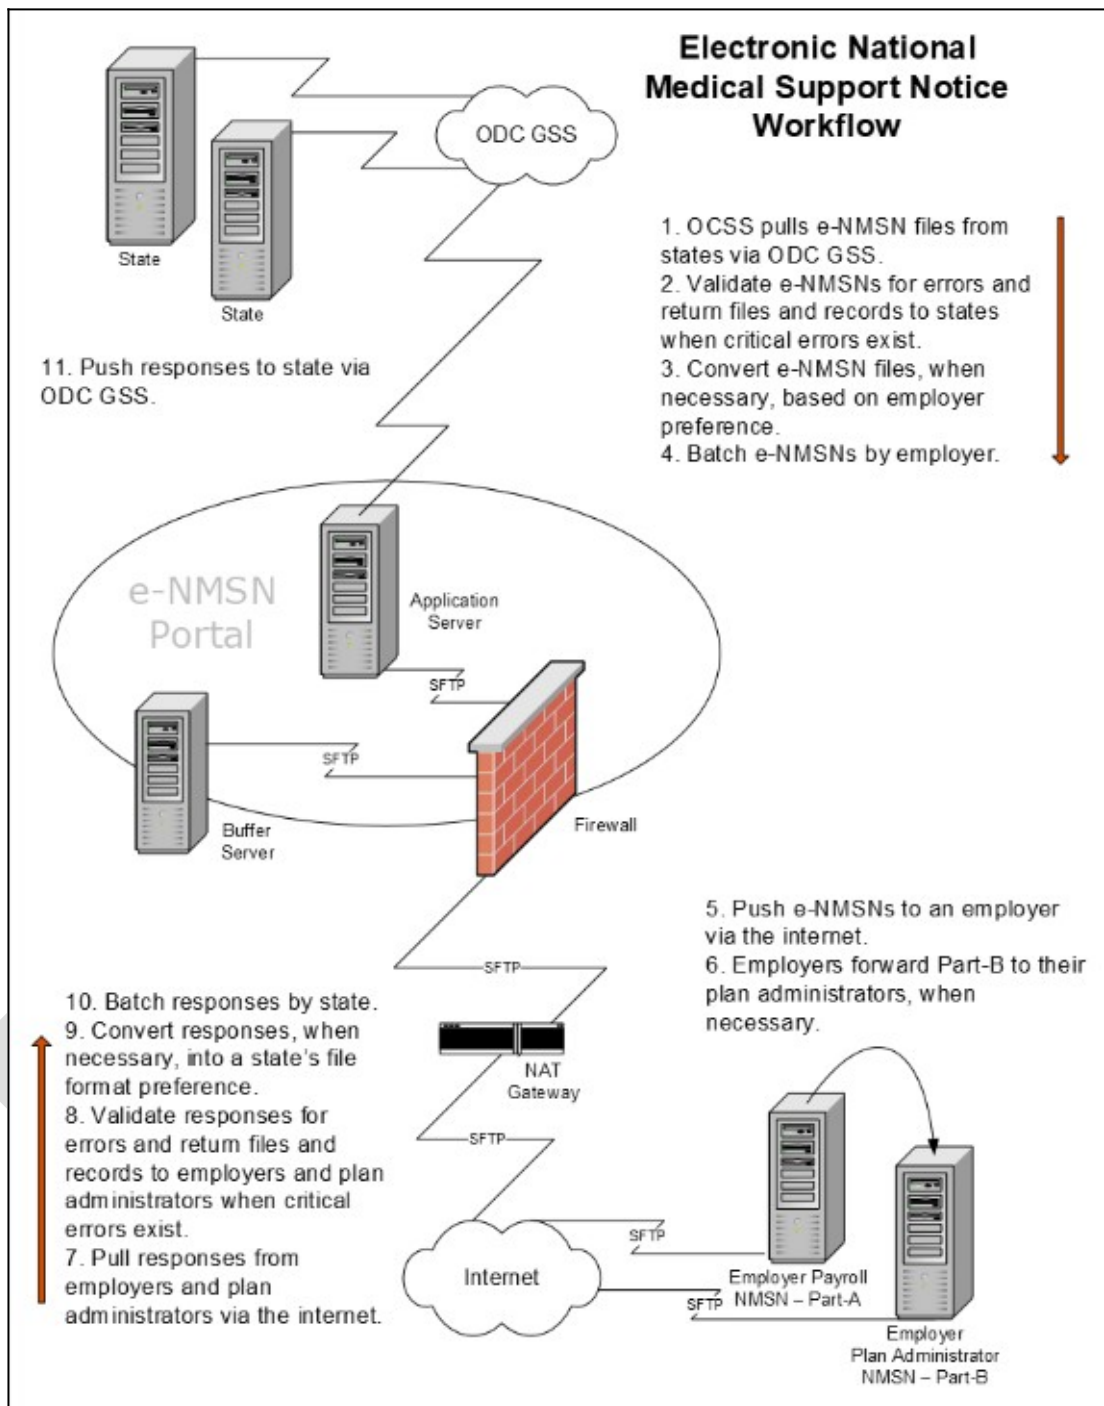 Electronic National
Medical Support Notice
Workflow
ODC GSS
State
State
1. OCSS pulls e-NMSN files from
states via ODC GSS.
2. Validate e-NMSNs for errors and
return files and records to states
when critical errors exist.
3. Convert e-NMSN files, when
necessary, based on employer
preference.
4. Batch e-NMSNs by employer.
11. Push responses to state via
ODC GSS.
e-NMSN
Portal
Application
Server
SFTP
SFTP
Buffer
Server
Firewall
5. Push e-NMSNs to an employer
via the internet.
6. Employers forward Part-B to their
plan administrators, when
necessary.
SFTP
10. Batch responses by state.
9. Convert responses, when
necessary, into a state's file
format preference.
8. Validate responses for
errors and return files and
records to employers and plan
administrators when critical
errors exist.
7. Pull responses from
employers and plan
administrators via the internet.
NAT
Gateway
SFTP
Internet
SFTP
SFTP
Employer Payroll
NMSN – Part-A
Employer
Plan Administrator
NMSN – Part-B